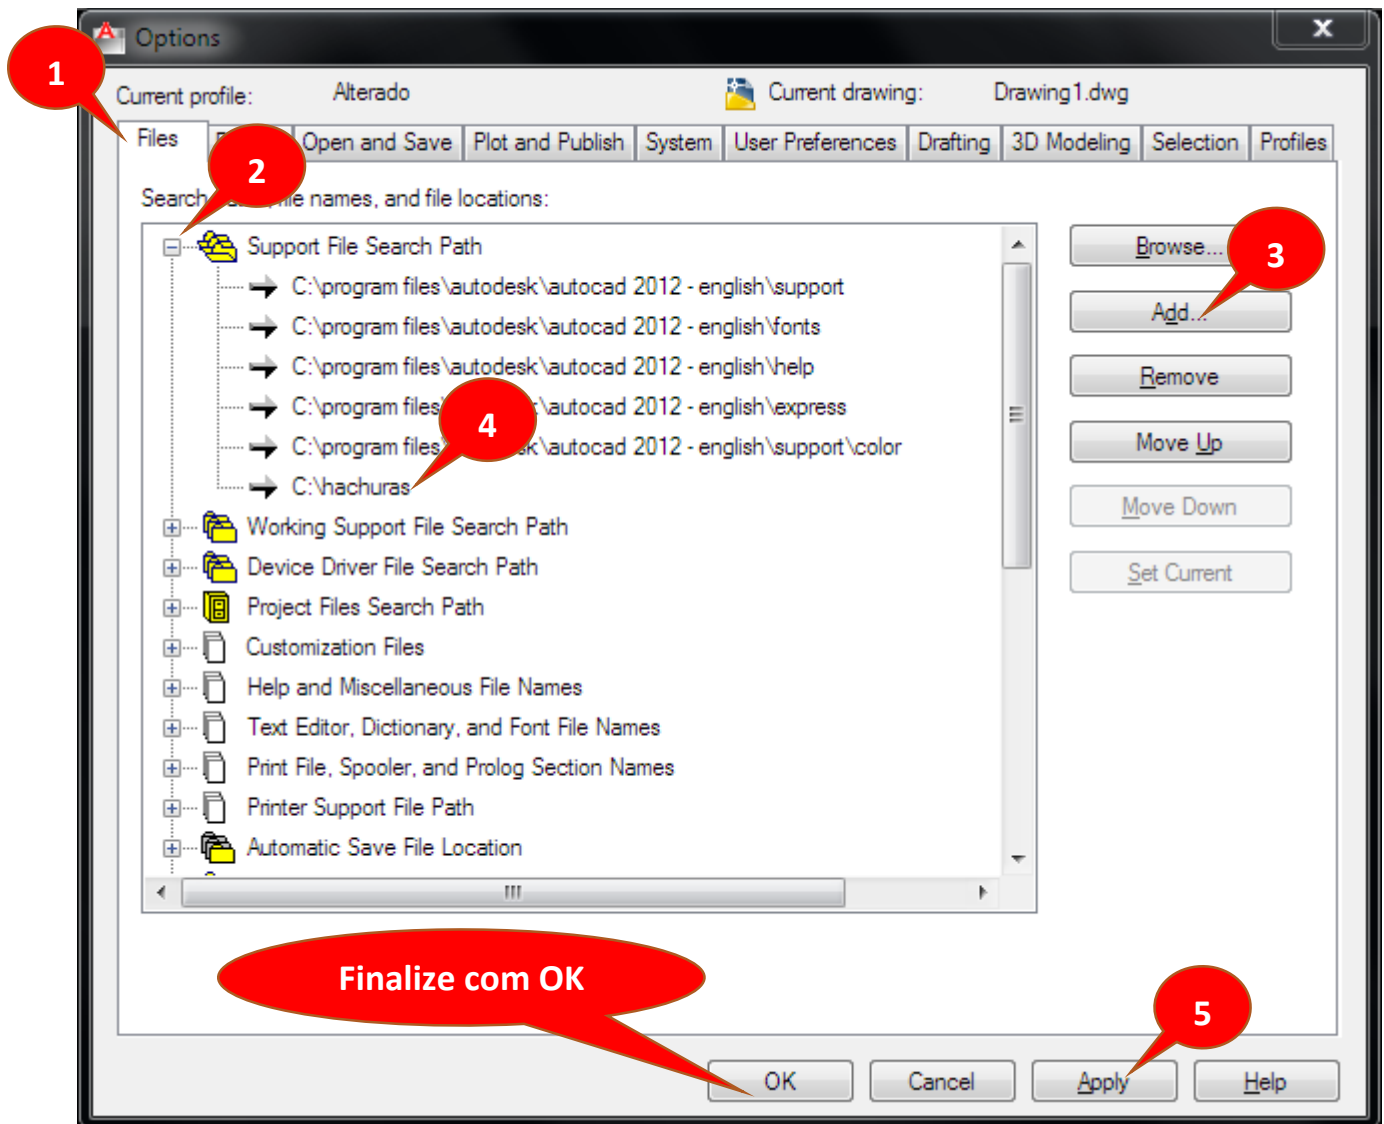 Options
x
1
Current profile: Alterado Current drawing: Drawing1.dwg
Files Open and Save Plot and Publish System User Preferences Drafting 3D Modeling Selection Profiles
2
Search file names, and file locations:
Support File Search Path
C:\program files\autodesk\autocad 2012 - english\support
C:\program files\autodesk\autocad 2012 - english\fonts
C:\program files\autodesk\autocad 2012 - english\help
C:\program files\autodesk\autocad 2012 - english\express
C:\program files\autodesk\autocad 2012 - english\support\color
C:\hachuras
4
Working Support File Search Path
Device Driver File Search Path
Project Files Search Path
Customization Files
Help and Miscellaneous File Names
Text Editor, Dictionary, and Font File Names
Print File, Spooler, and Prolog Section Names
Printer Support File Path
Automatic Save File Location
Browse...
3
Add...
Remove
Move Up
Move Down
Set Current
Finalize com OK
5
OK Cancel Apply Help